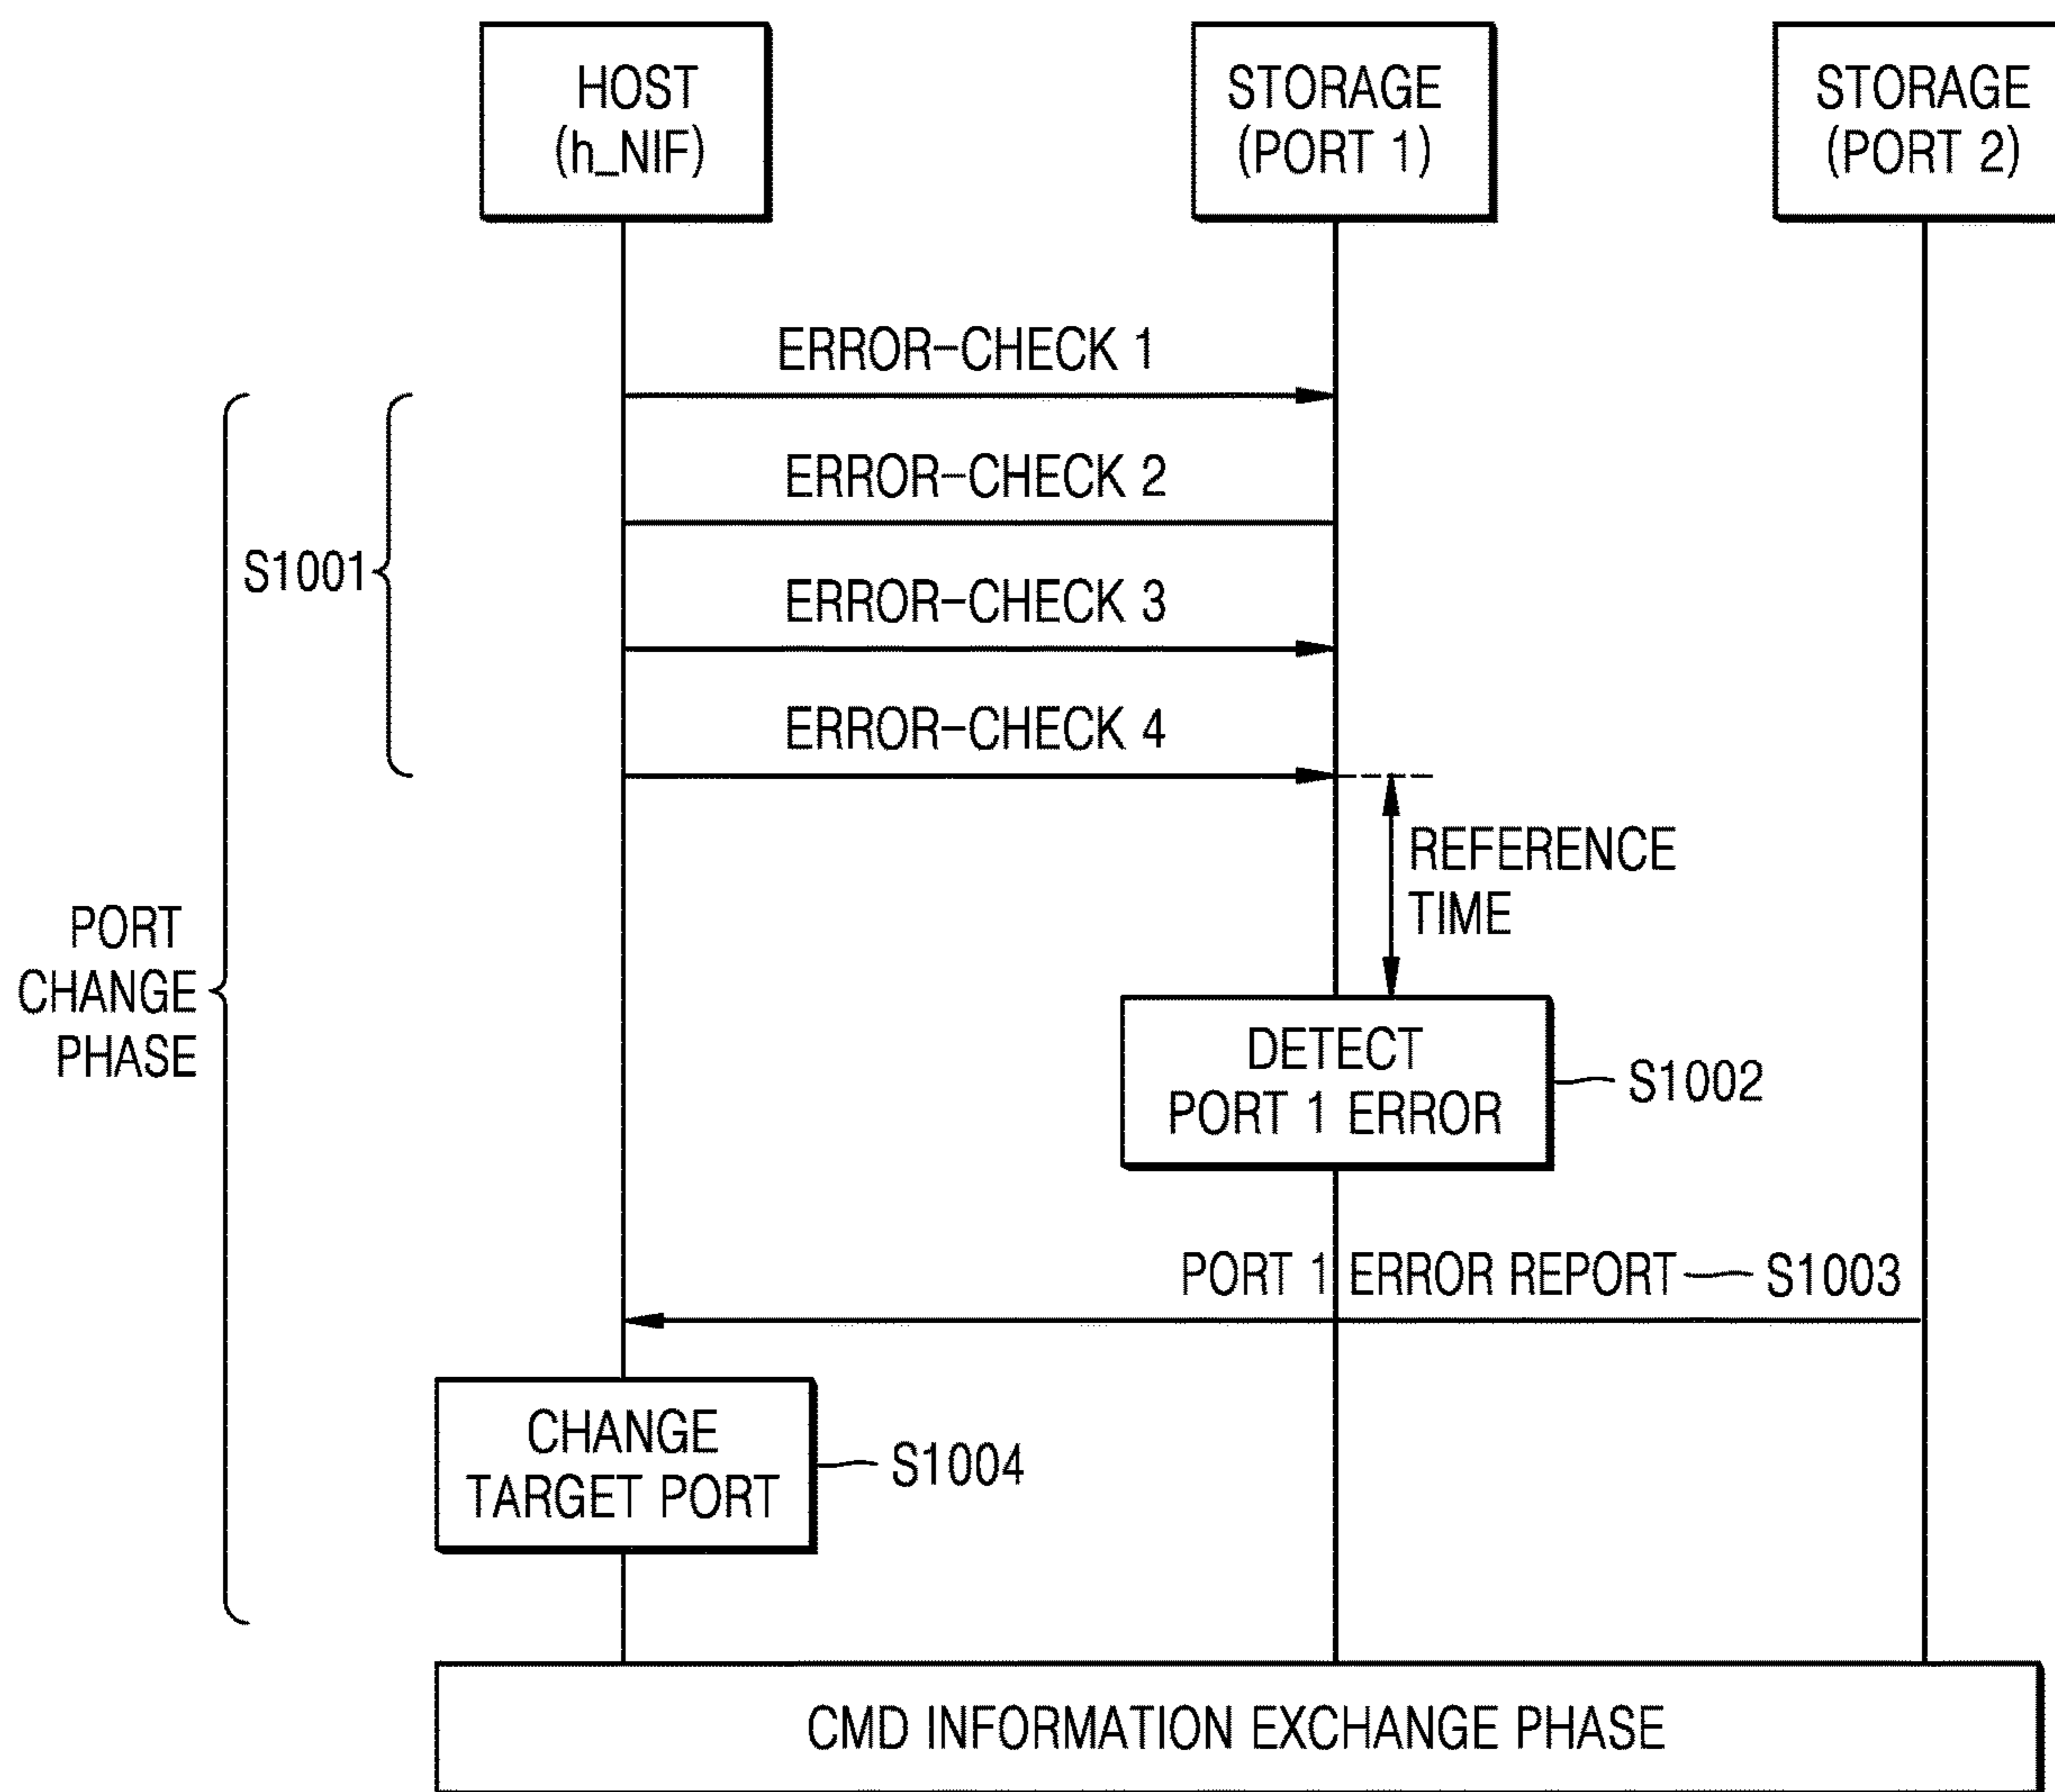 HOST
(h_NIF)
STORAGE
(PORT 1)
STORAGE
(PORT 2)
ERROR-CHECK 1
ERROR-CHECK 2
S1001
ERROR-CHECK 3
ERROR-CHECK 4
REFERENCE
TIME
PORT
CHANGE
PHASE
DETECT
PORT 1 ERROR
S1002
PORT 1 ERROR REPORT
S1003
CHANGE
TARGET PORT
S1004
CMD INFORMATION EXCHANGE PHASE